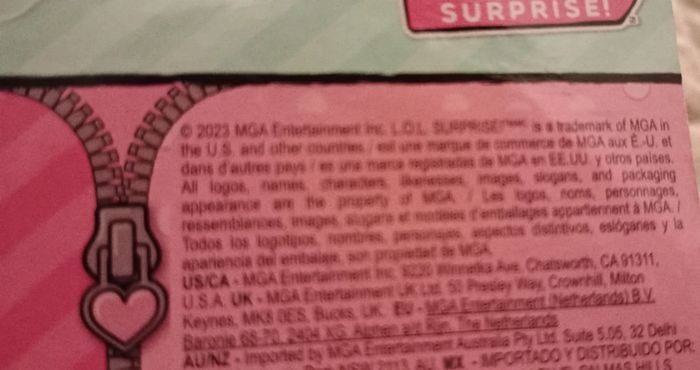 SURPRISE!
© 2023 MGA Entertainment Inc. L.O.L. SURPRISE! is a trademark of MGA in
the U.S. and other countries / est une marque de commerce de MGA aux É.-U. et
dans d'autres pays / es una marca registrada de MGA en EE.UU. y otros países.
All logos, names, characters, likenesses, images, slogans, and packaging
appearance are the property of MGA. / Les logos, noms, personnages,
ressemblances, images, slogans et modèles d'emballages appartiennent à MGA. /
Todos los logotipos, nombres, personajes, aspectos distintivos, eslóganes y la
apariencia del embalaje, son propiedad de MGA.
US/CA - MGA Entertainment Inc. 9220 Winnetka Ave, Chatsworth, CA 91311,
U.S.A. UK - MGA Entertainment UK Ltd. 50 Presley Way, Crownhill, Milton
Keynes, MK8 0ES, Bucks, UK. EU - MGA Entertainment (Netherlands) B.V.
Baronie 68-70, 2404 XG, Alphen a/d Rijn, The Netherlands
AU/NZ - Imported by MGA Entertainment Australia Pty Ltd. Suite 5.05, 32 Delhi
2113, AU. MX - IMPORTADO Y DISTRIBUIDO POR: